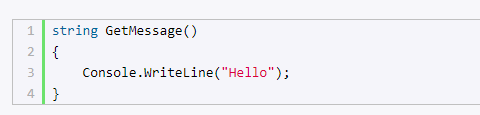 1 string GetMessage()
2 {
3     Console.WriteLine("Hello");
4 }